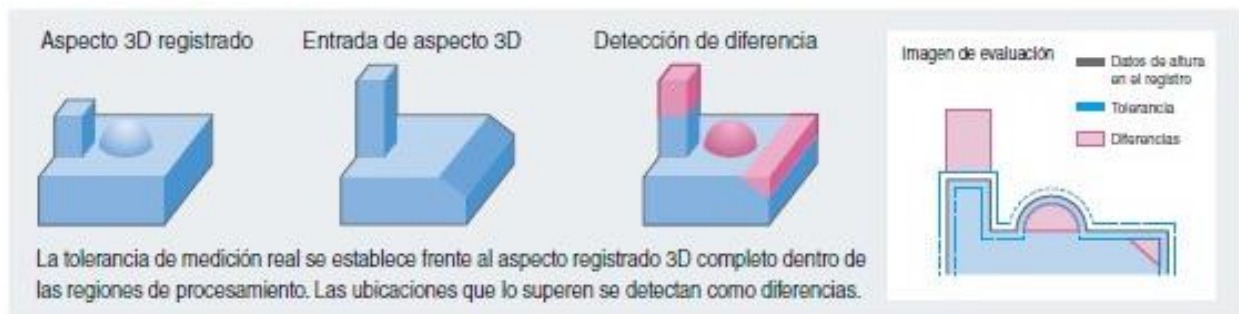 Aspecto 3D registrado
Entrada de aspecto 3D
Detección de diferencia
La tolerancia de medición real se establece frente al aspecto registrado 3D completo dentro de
las regiones de procesamiento. Las ubicaciones que lo superen se detectan como diferencias.
Imagen de evaluación
Datos de altura
en el registro
Tolerancia
Diferencias